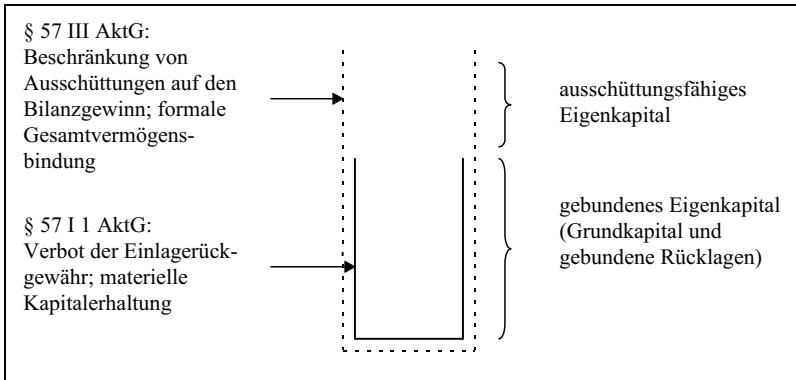 § 57 III AktG:
Beschränkung von
Ausschüttungen auf den
Bilanzgewinn; formale
Gesamtvermögens-
bindung
ausschüttungsfähiges
Eigenkapital
§ 57 I 1 AktG:
Verbot der Einlagerück-
gewähr; materielle
Kapitalerhaltung
gebundenes Eigenkapital
(Grundkapital und
gebundene Rücklagen)